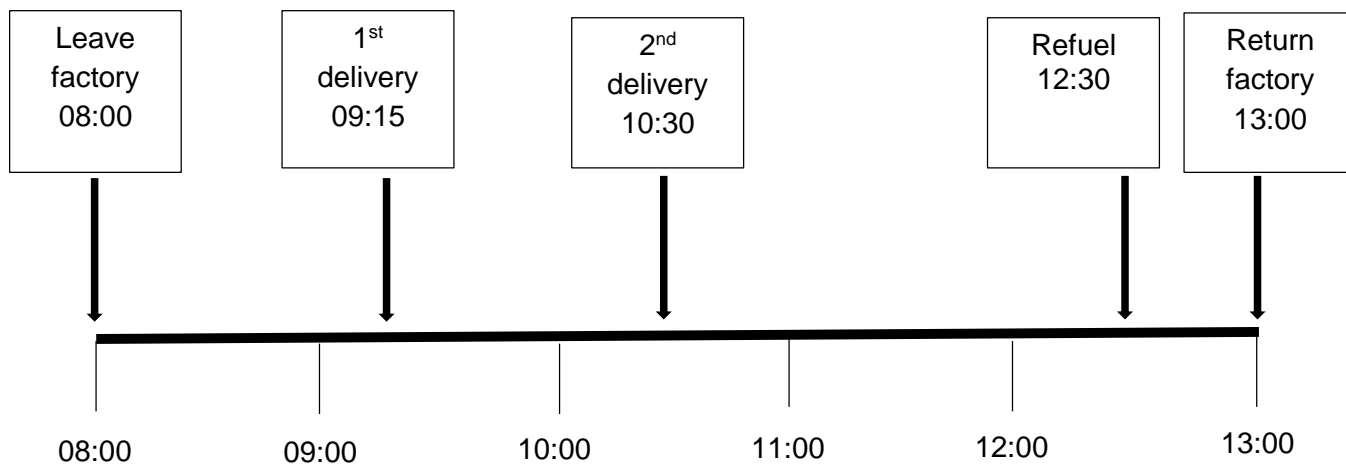 Leave
factory
08:00
1st
delivery
09:15
2nd
delivery
10:30
Refuel
12:30
Return
factory
13:00
08:00
09:00
10:00
11:00
12:00
13:00